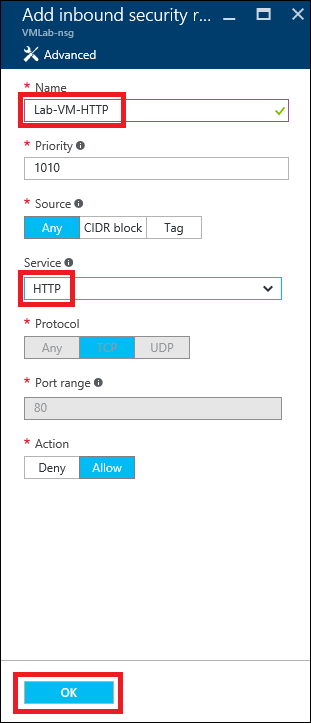 Add inbound security r...
VMLab-nsg
Advanced
* Name
Lab-VM-HTTP
* Priority
1010
* Source
Any CIDR block Tag
Service
HTTP
* Protocol
Any TCP UDP
* Port range
80
* Action
Deny Allow
OK